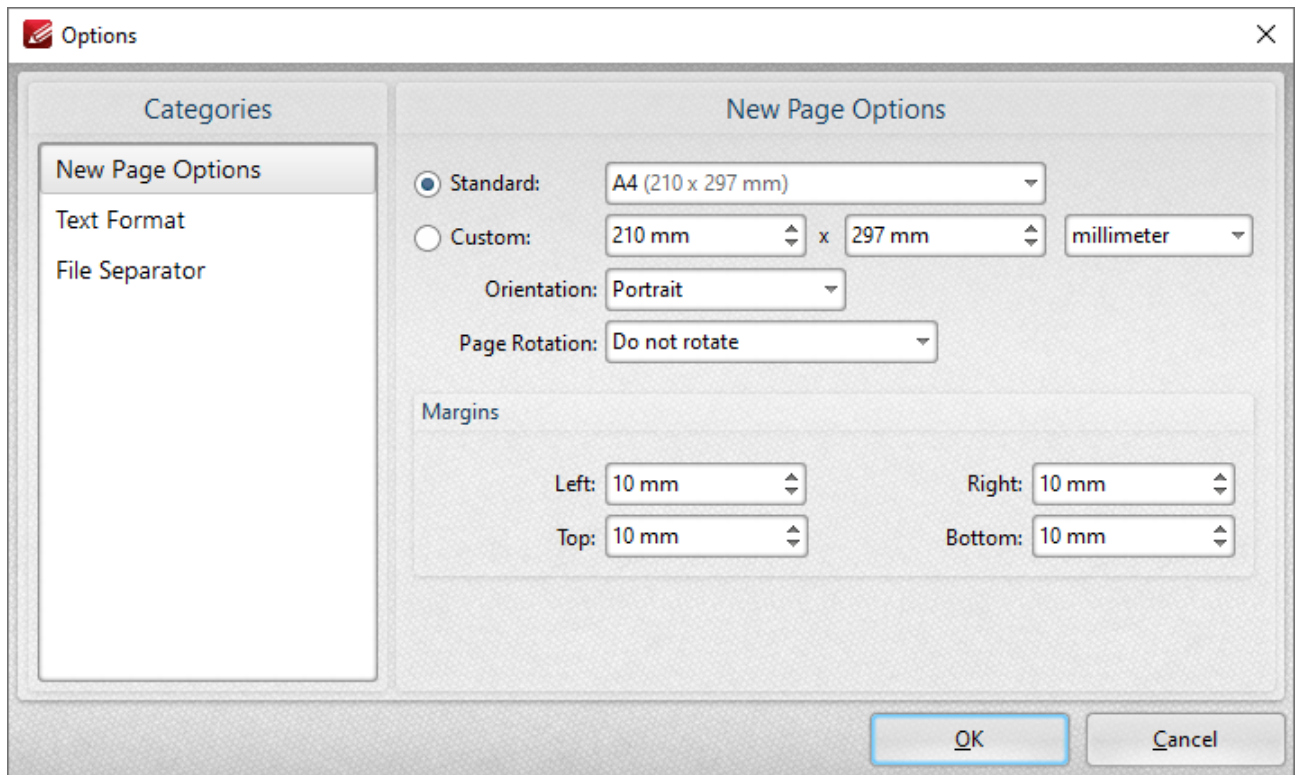 Options
Categories
New Page Options
Text Format
File Separator
New Page Options
Standard: A4 (210 x 297 mm)
Custom: 210 mm x 297 mm millimeter
Orientation: Portrait
Page Rotation: Do not rotate
Margins
Left: 10 mm Right: 10 mm
Top: 10 mm Bottom: 10 mm
OK Cancel